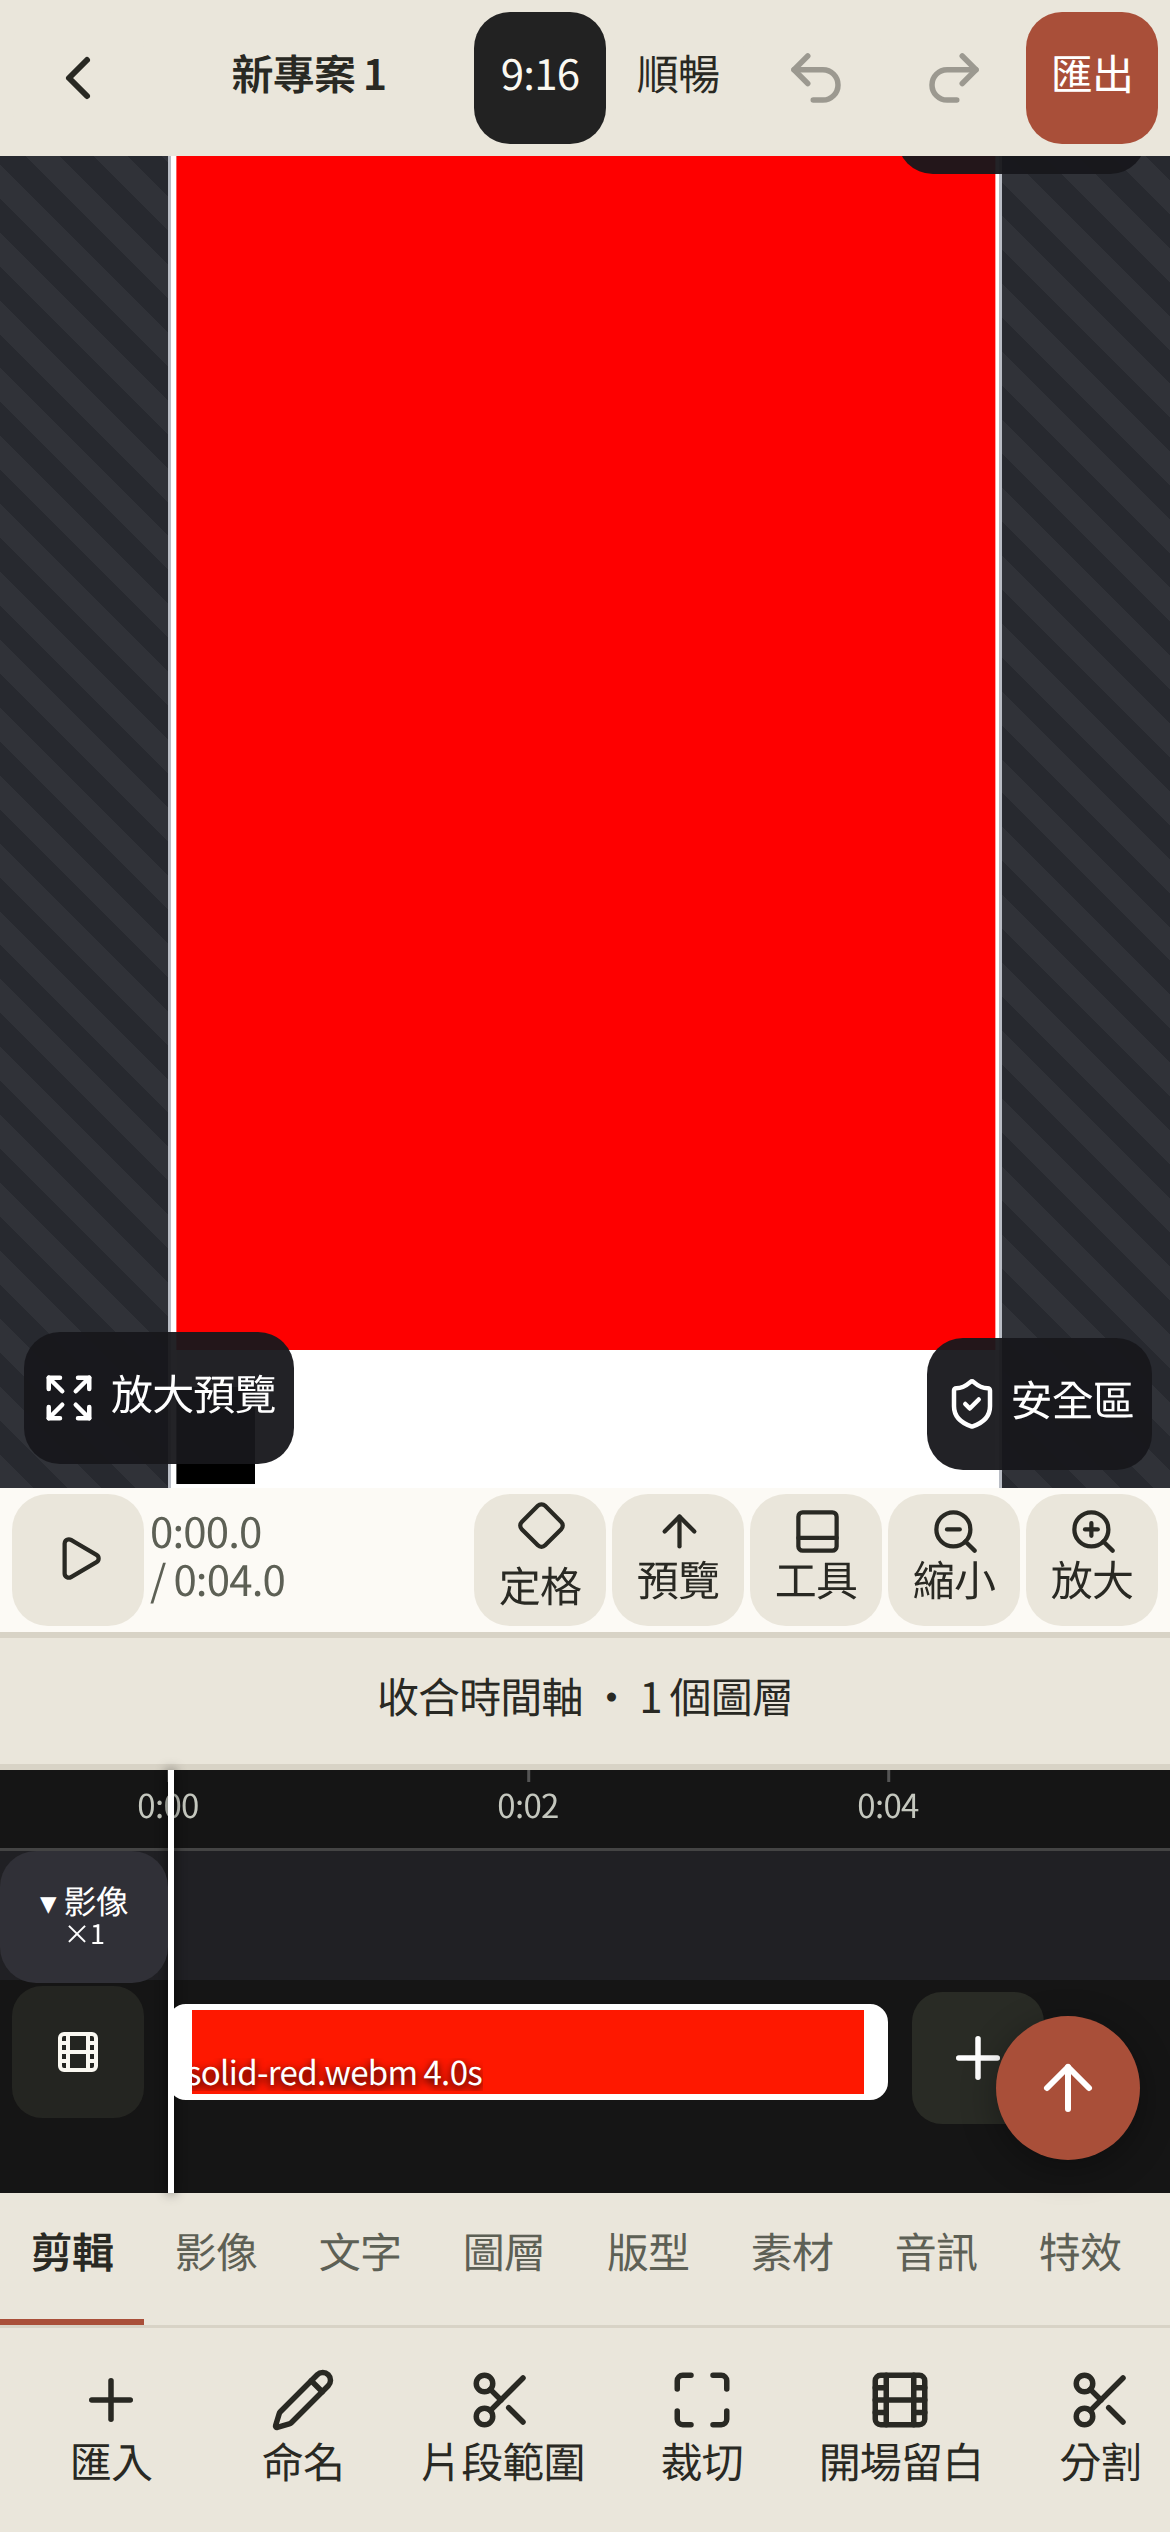 新專案 1
9:16
順暢
匯出
放大預覽
安全區
0:00.0
/ 0:04.0
定格
預覽
工具
縮小
放大
收合時間軸 · 1 個圖層
0:00
0:02
0:04
▾ 影像
×1
solid-red.webm 4.0s
剪輯
影像
文字
圖層
版型
素材
音訊
特效
匯入
命名
片段範圍
裁切
開場留白
分割